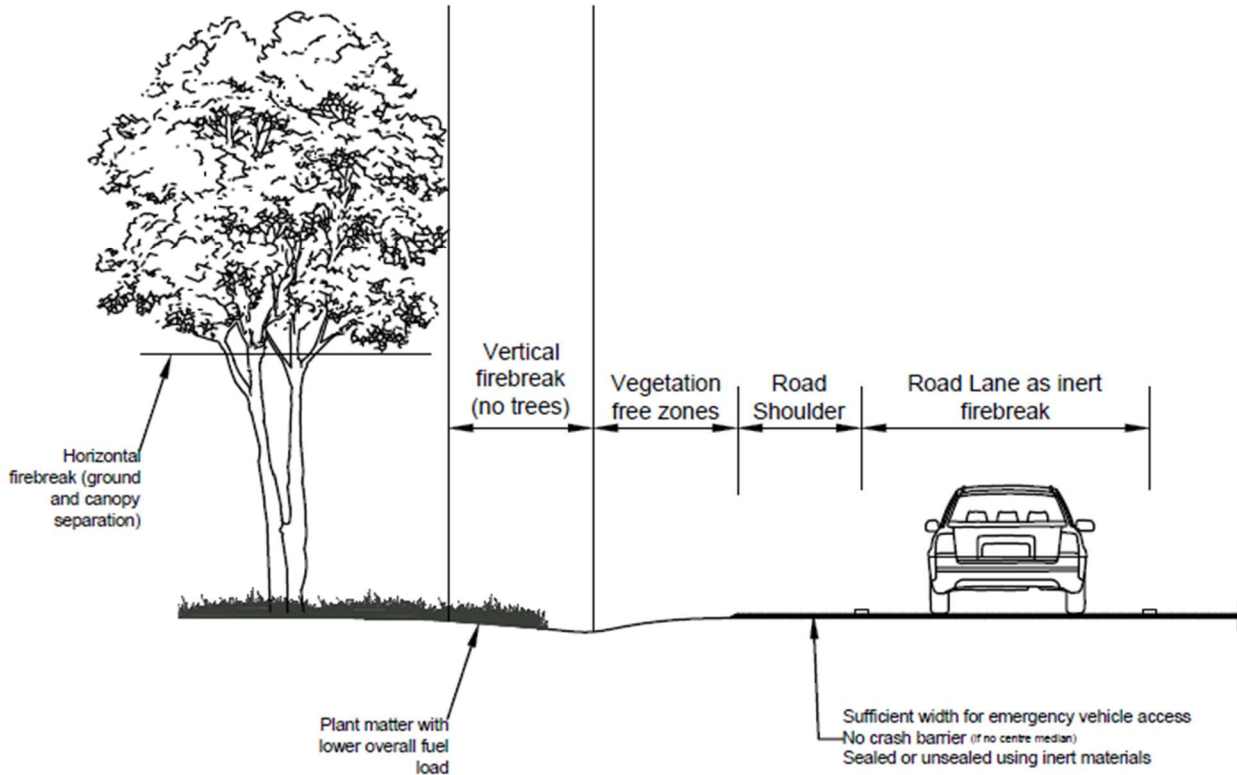 Vertical
firebreak
(no trees)
Vegetation
free zones
Road
Shoulder
Road Lane as inert
firebreak
Horizontal
firebreak (ground
and canopy
separation)
Plant matter with
lower overall fuel
load
Sufficient width for emergency vehicle access
No crash barrier (if no centre median)
Sealed or unsealed using inert materials